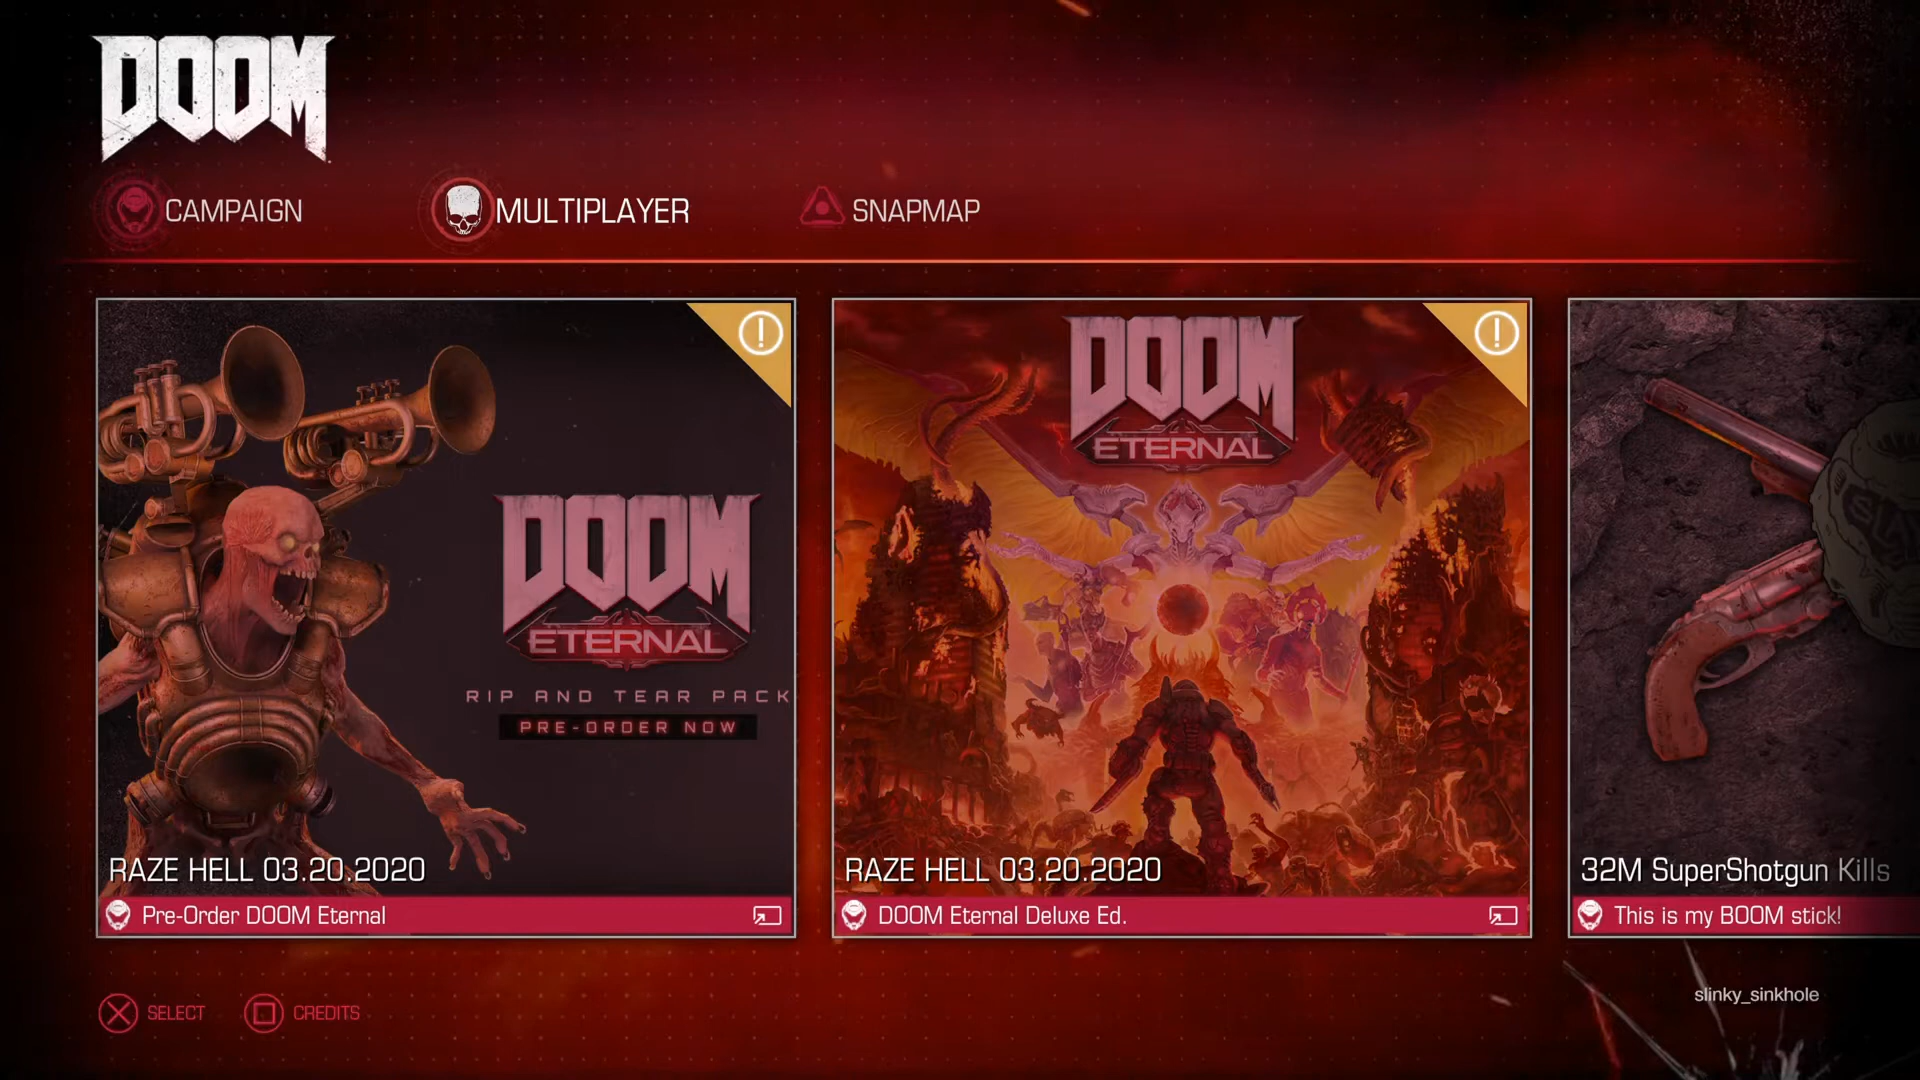 DOOM
CAMPAIGN
MULTIPLAYER
SNAPMAP
DOOM
ETERNAL
RIP AND TEAR PACK
PRE-ORDER NOW
RAZE HELL 03.20.2020
Pre-Order DOOM Eternal
DOOM
ETERNAL
RAZE HELL 03.20.2020
DOOM Eternal Deluxe Ed.
32M SuperShotgun Kills
This is my BOOM stick!
SELECT
CREDITS
slinky_sinkhole